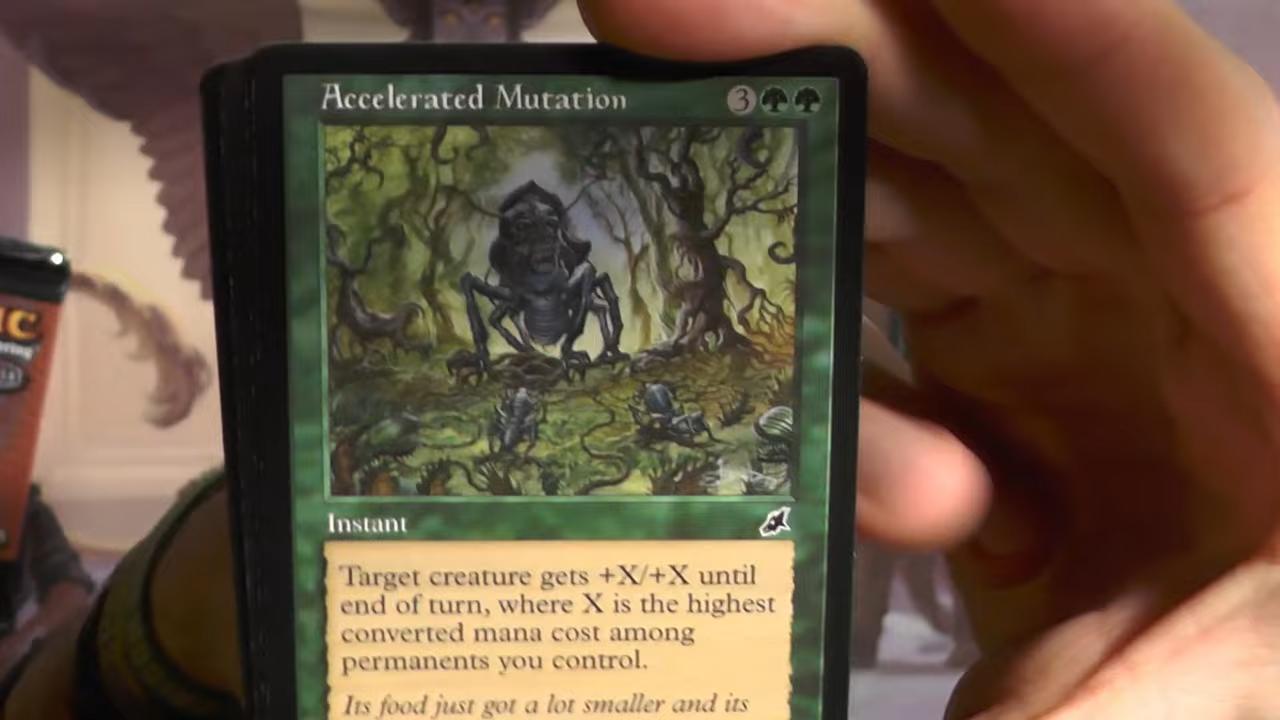 Accelerated Mutation 3
Instant
Target creature gets +X/+X until
end of turn, where X is the highest
converted mana cost among
permanents you control.
Its food just got a lot smaller and its